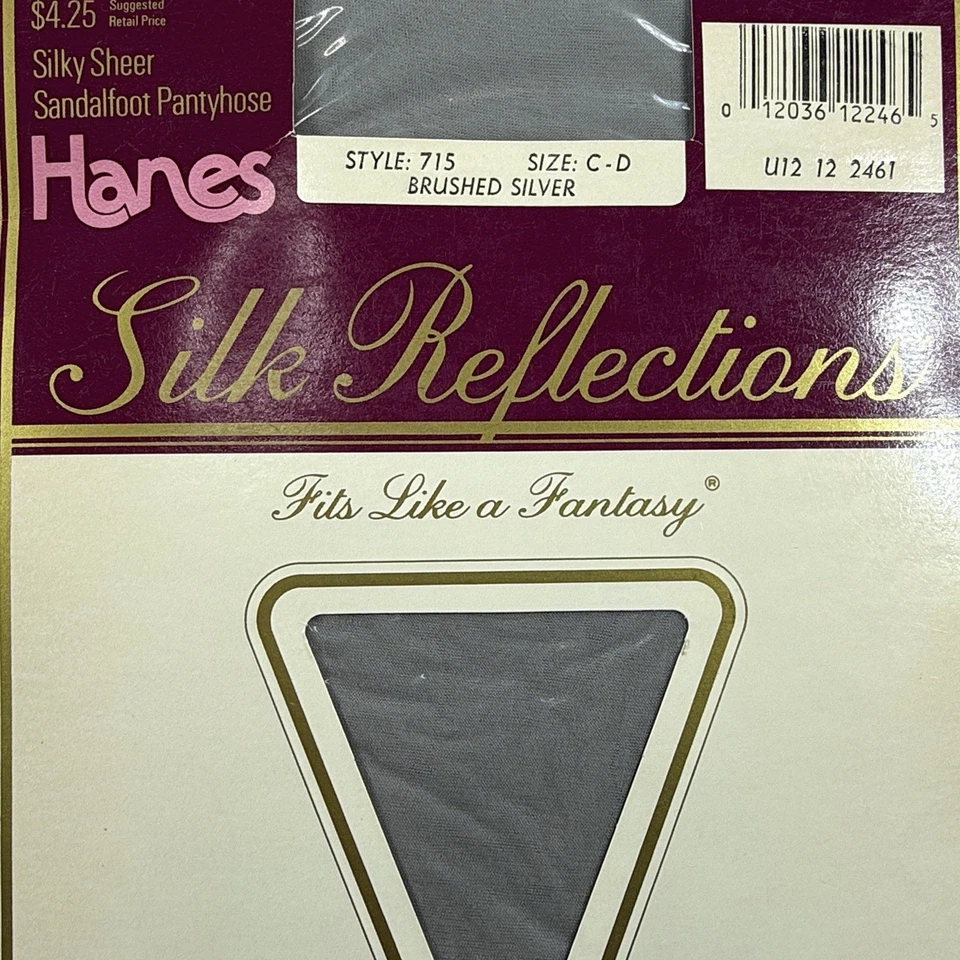 $4.25 Suggested
Retail Price
Silky Sheer
Sandalfoot Pantyhose
Hanes
STYLE: 715 SIZE: C-D
BRUSHED SILVER
0 12036 12246 5
U12 12 2461
Silk Reflections
Fits Like a Fantasy®